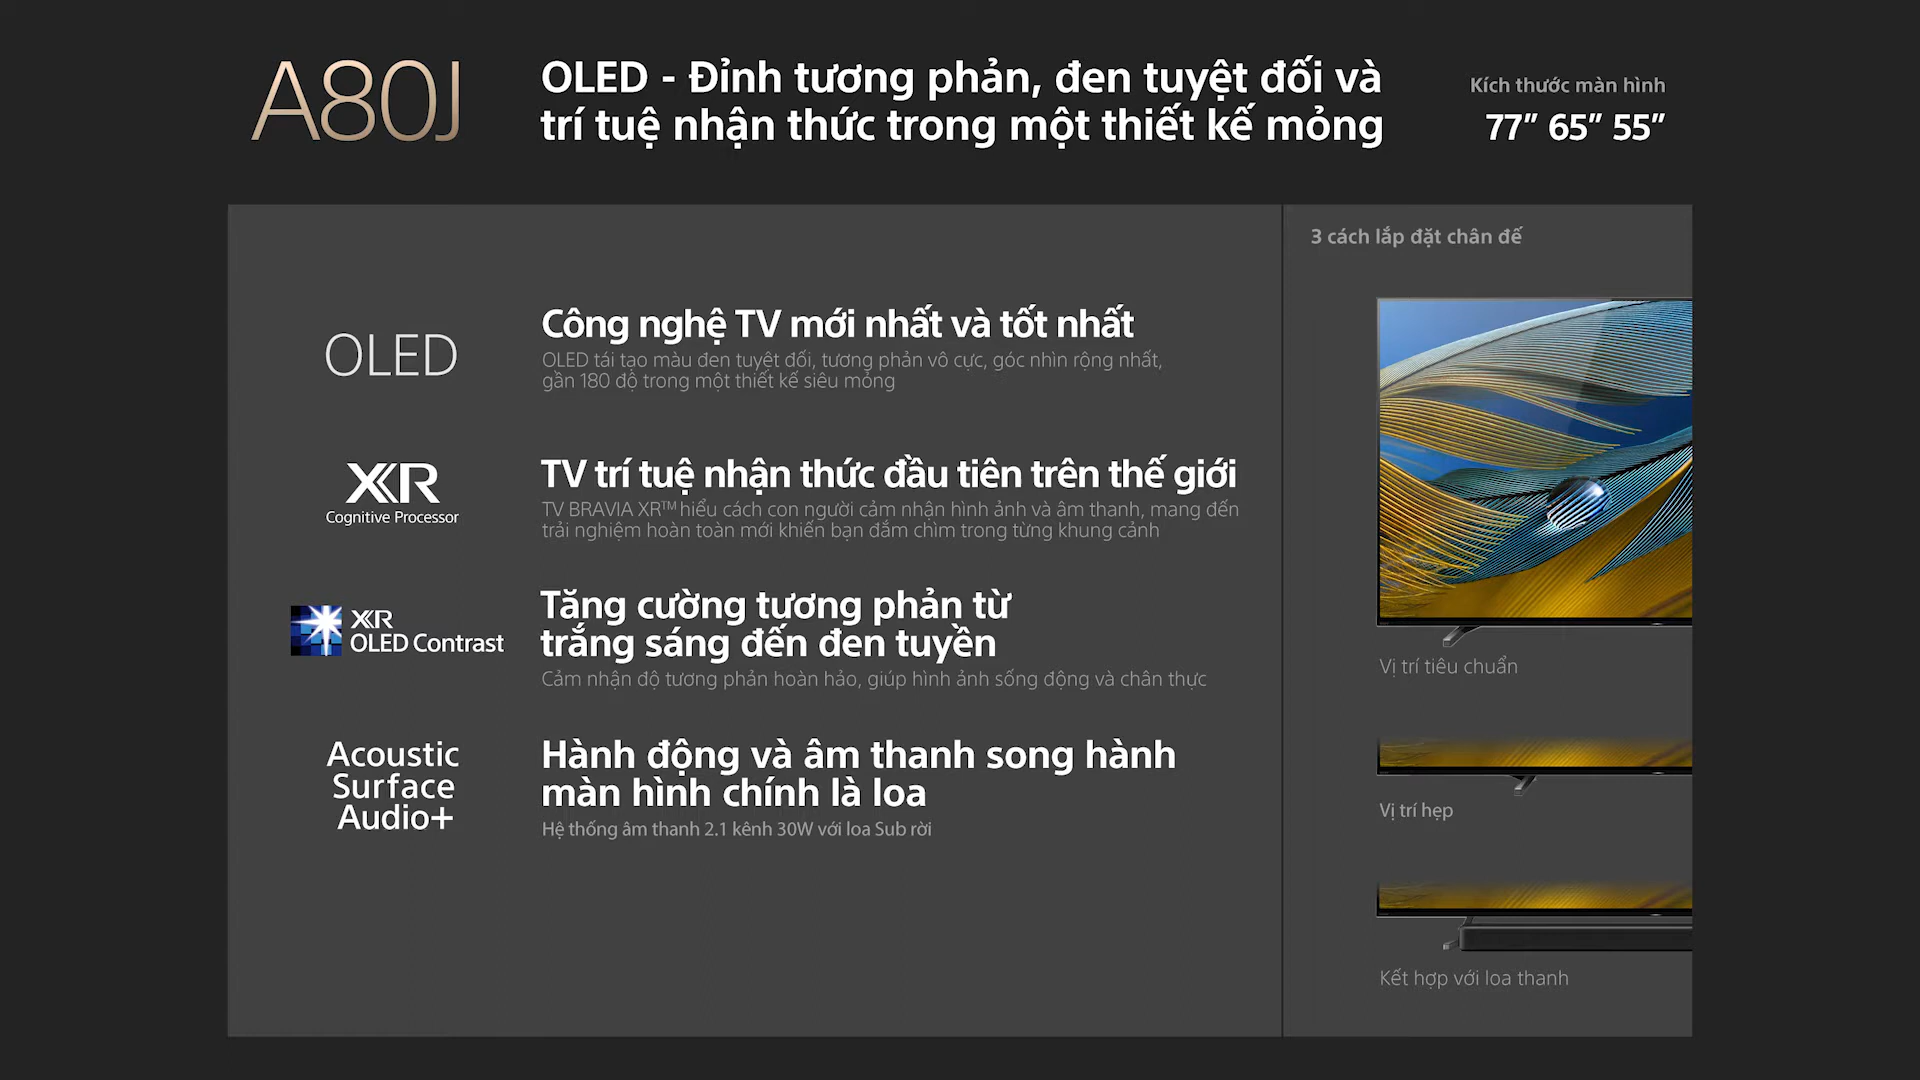 A80J
OLED - Đỉnh tương phản, đen tuyệt đối và
trí tuệ nhận thức trong một thiết kế mỏng
Kích thước màn hình
77” 65” 55”
OLED
Công nghệ TV mới nhất và tốt nhất
OLED tái tạo màu đen tuyệt đối, tương phản vô cực, góc nhìn rộng nhất,
gần 180 độ trong một thiết kế siêu mỏng
XR
Cognitive Processor
TV trí tuệ nhận thức đầu tiên trên thế giới
TV BRAVIA XR™ hiểu cách con người cảm nhận hình ảnh và âm thanh, mang đến
trải nghiệm hoàn toàn mới khiến bạn đắm chìm trong từng khung cảnh
XR
OLED Contrast
Tăng cường tương phản từ
trắng sáng đến đen tuyền
Cảm nhận độ tương phản hoàn hảo, giúp hình ảnh sống động và chân thực
Acoustic
Surface
Audio+
Hành động và âm thanh song hành
màn hình chính là loa
Hệ thống âm thanh 2.1 kênh 30W với loa Sub rời
3 cách lắp đặt chân đế
Vị trí tiêu chuẩn
Vị trí hẹp
Kết hợp với loa thanh